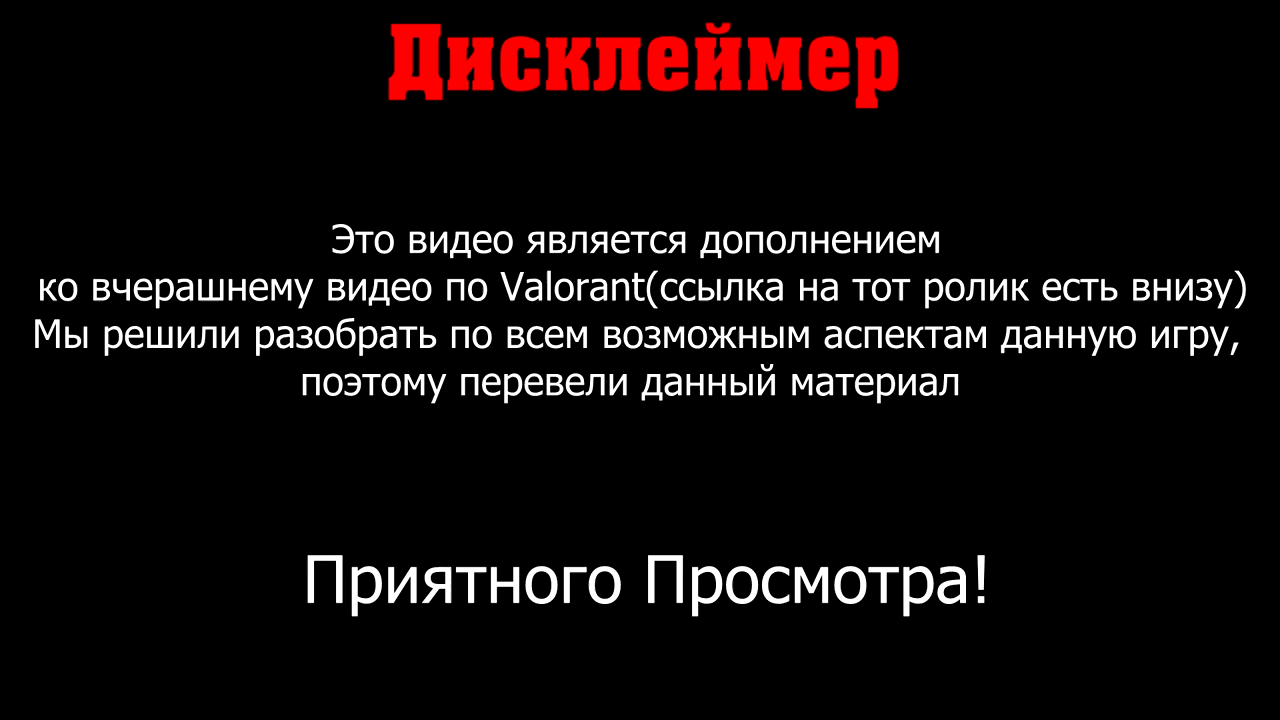 Дисклеймер
Это видео является дополнением
ко вчерашнему видео по Valorant(ссылка на тот ролик есть внизу)
Мы решили разобрать по всем возможным аспектам данную игру,
поэтому перевели данный материал
Приятного Просмотра!